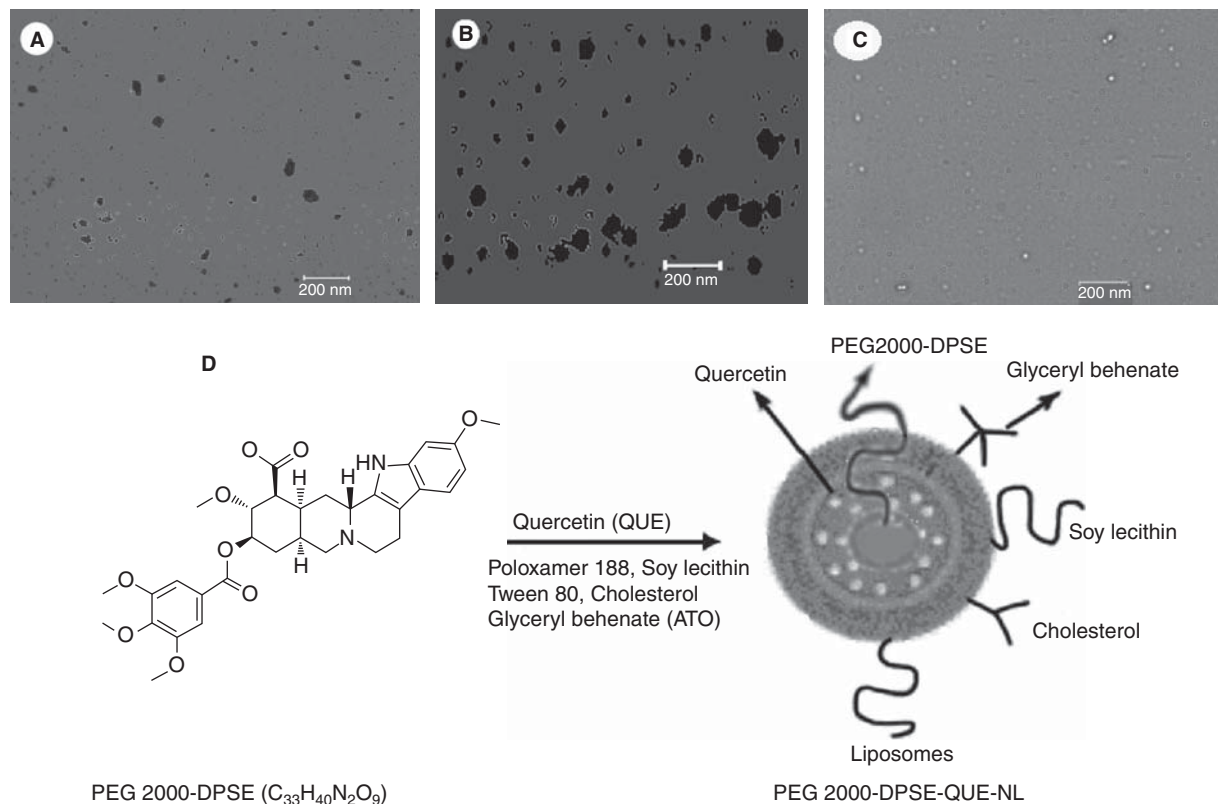 A
B
C
200 nm
200 nm
200 nm
D
PEG2000-DPSE
Quercetin
Glyceryl behenate
O
O
O
HN
H
H
O
N
H
O
O
O
O
O
Quercetin (QUE)
Poloxamer 188, Soy lecithin
Tween 80, Cholesterol
Glyceryl behenate (ATO)
Soy lecithin
Cholesterol
Liposomes
PEG 2000-DPSE (C₃₃H₄₀N₂O₉)
PEG 2000-DPSE-QUE-NL